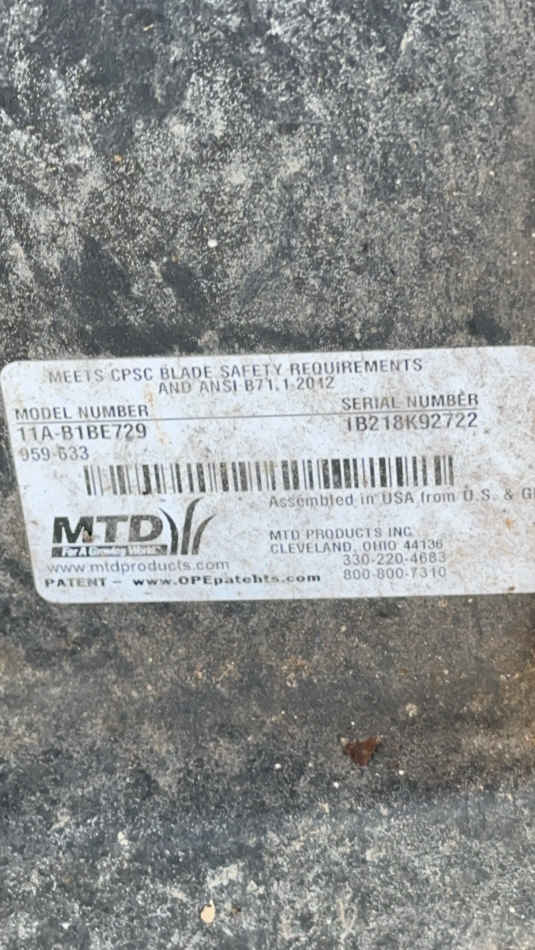 MEETS CPSC BLADE SAFETY REQUIREMENTS
AND ANSI B71.1-2012
MODEL NUMBER
11A-B1BE729
959-633
SERIAL NUMBER
1B218K92722
Assembled in USA from U.S. & Gl
MTD
For A Growing World.
www.mtdproducts.com
PATENT - www.OPEpatents.com
MTD PRODUCTS INC
CLEVELAND, OHIO 44136
330-220-4683
800-800-7310